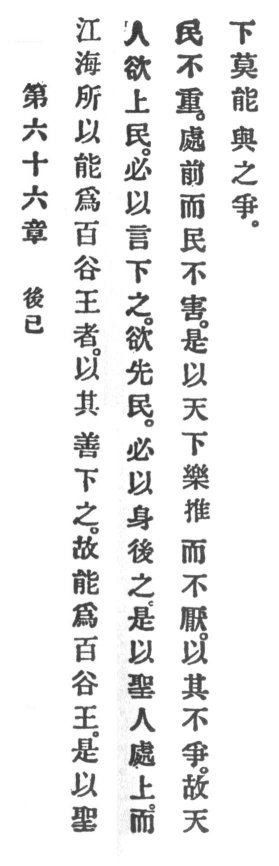 第六十六章　後已
江海所以能爲百谷王者。以其善下之。故能爲百谷王。是以聖
人欲上民。必以言下之。欲先民。必以身後之。是以聖人處上。而
民不重。處前而民不害。是以天下樂推而不厭。以其不爭。故天
下莫能與之爭。